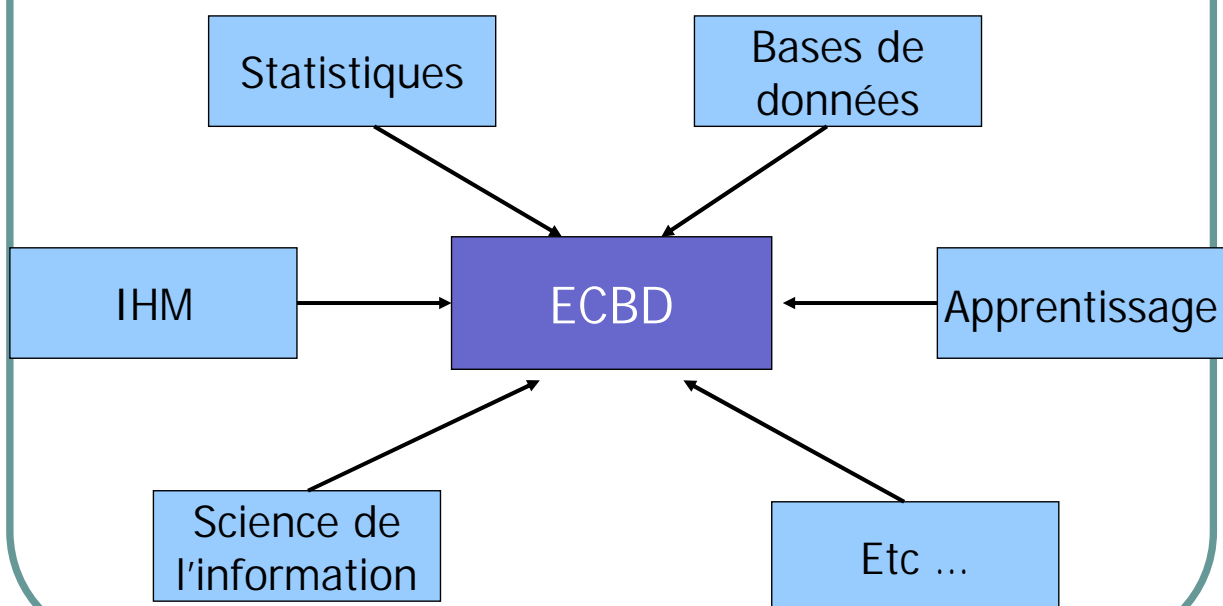 Statistiques
Bases de
données
IHM
ECBD
Apprentissage
Science de
l'information
Etc ...